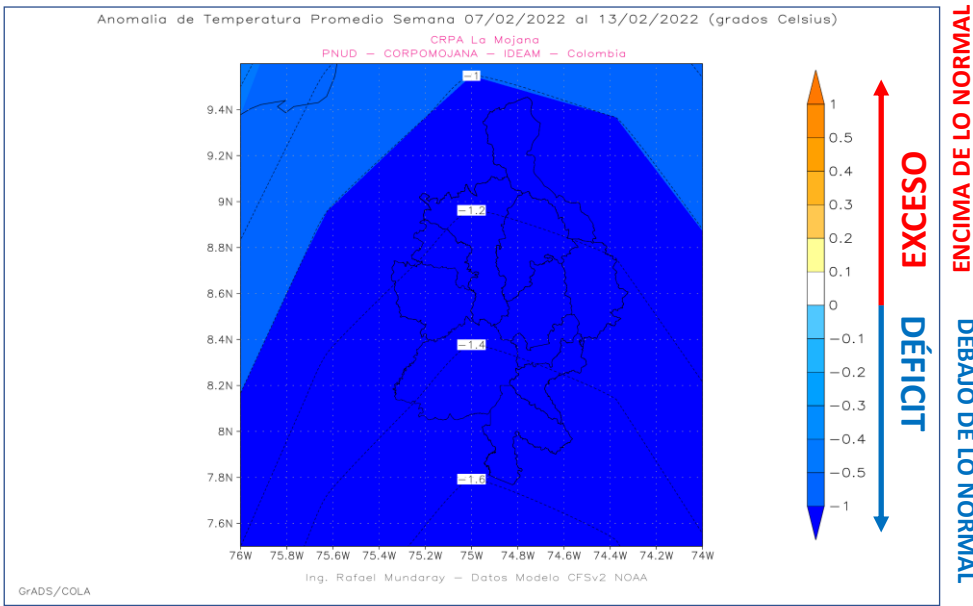 Anomalia de Temperatura Promedio Semana 07/02/2022 al 13/02/2022 (grados Celsius)
CRPA La Mojana
PNUD – CORPOMOJANA – IDEAM – Colombia
9.4N
9.2N
9N
8.8N
8.6N
8.4N
8.2N
8N
7.8N
7.6N
76W
75.8W
75.6W
75.4W
75.2W
75W
74.8W
74.6W
74.4W
74.2W
74W
−1
−1.2
−1.4
−1.6
1
0.5
0.4
0.3
0.2
0.1
0
−0.1
−0.2
−0.3
−0.4
−0.5
−1
EXCESO
DÉFICIT
ENCIMA DE LO NORMAL
DEBAJO DE LO NORMAL
Ing. Rafael Mundaray – Datos Modelo CFSv2 NOAA
GrADS/COLA